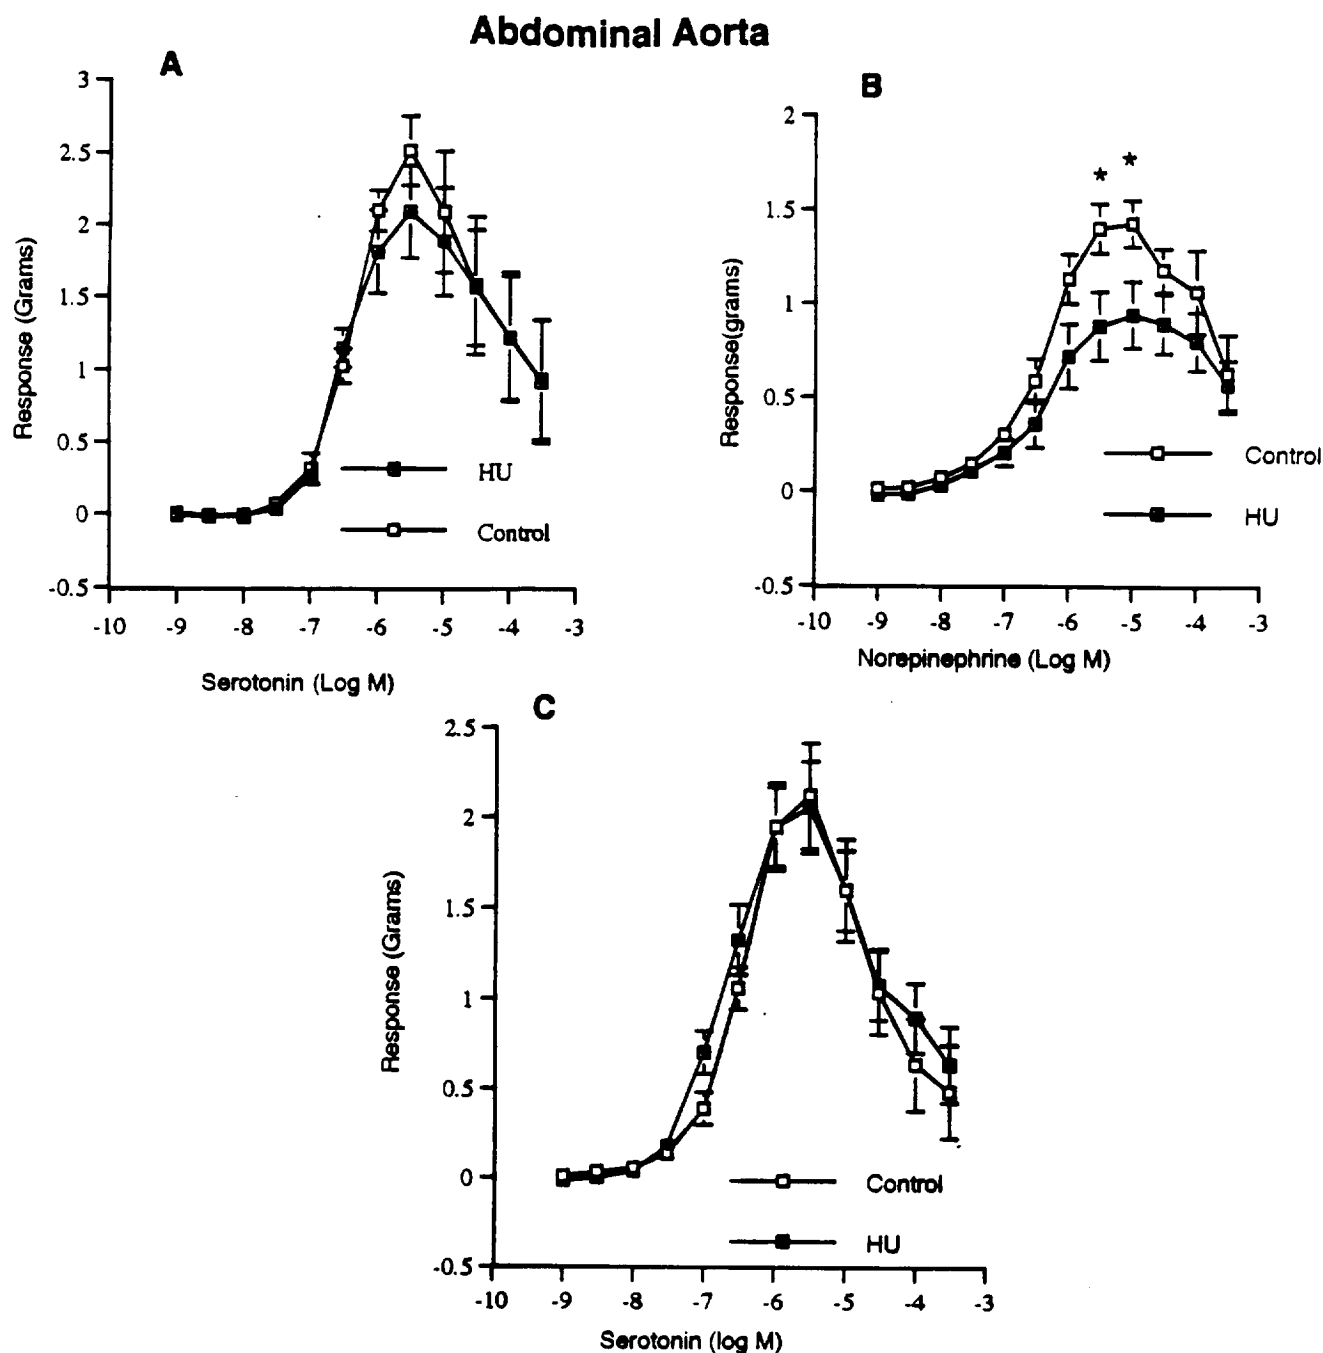 Abdominal Aorta
A
3
2.5
2
1.5
1
0.5
0
-0.5
Response (Grams)
HU
Control
-10 -9 -8 -7 -6 -5 -4 -3
Serotonin (Log M)
B
2
1.5
1
0.5
0
-0.5
Response(grams)
* *
Control
HU
-10 -9 -8 -7 -6 -5 -4 -3
Norepinephrine (Log M)
C
2.5
2
1.5
1
0.5
0
-0.5
Response (Grams)
Control
HU
-10 -9 -8 -7 -6 -5 -4 -3
Serotonin (log M)